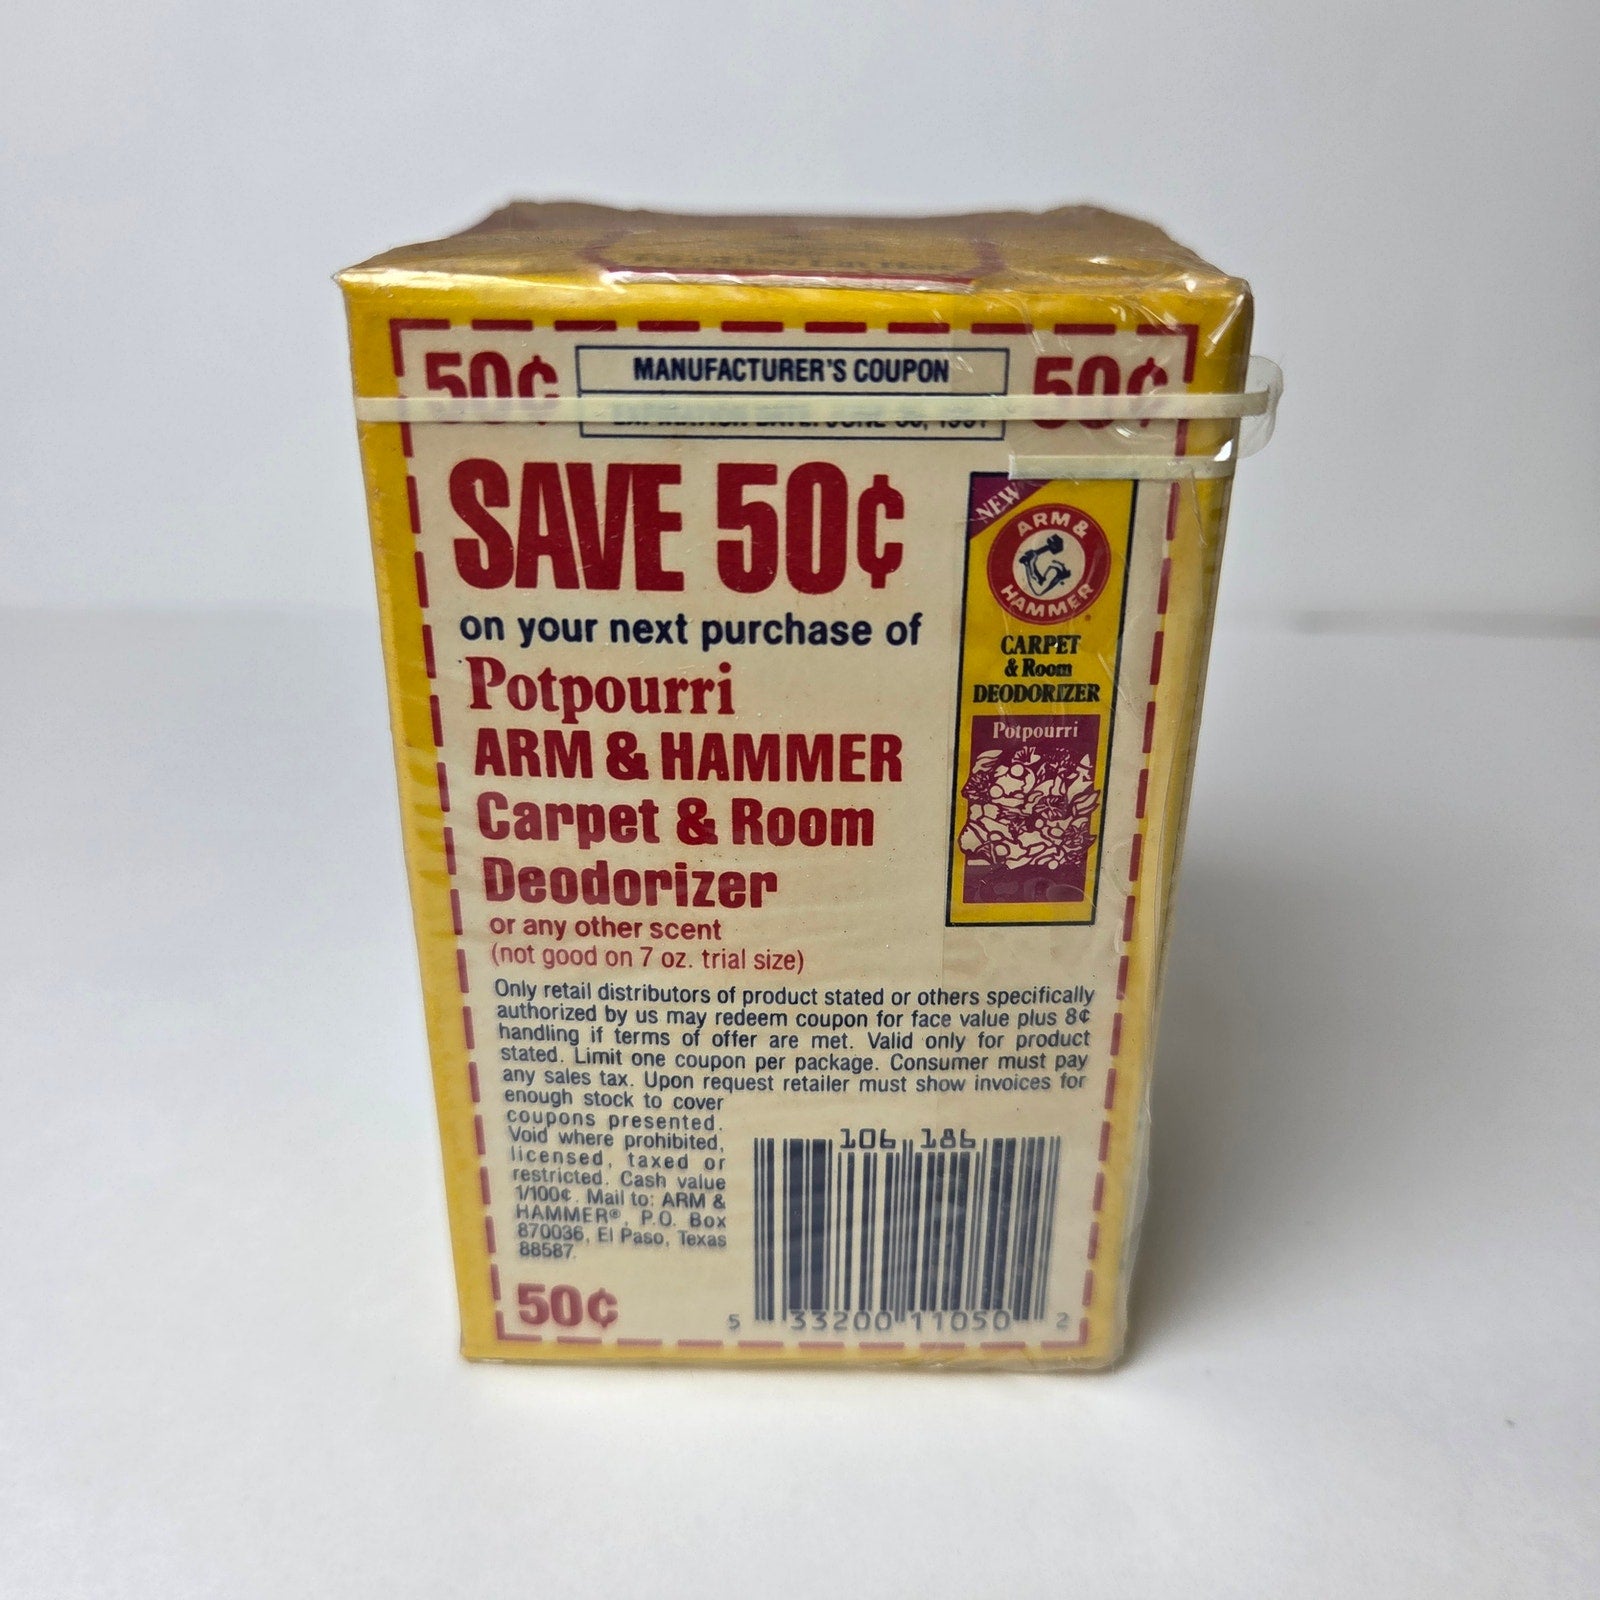 50¢ MANUFACTURER'S COUPON 50¢
EXPIRATION DATE: JUNE 30, 1991
SAVE 50¢
on your next purchase of
Potpourri
ARM & HAMMER
Carpet & Room
Deodorizer
or any other scent
(not good on 7 oz. trial size)
NEW
ARM &
HAMMER
CARPET
& Room
DEODORIZER
Potpourri
Only retail distributors of product stated or others specifically
authorized by us may redeem coupon for face value plus 8¢
handling if terms of offer are met. Valid only for product
stated. Limit one coupon per package. Consumer must pay
any sales tax. Upon request retailer must show invoices for
enough stock to cover
coupons presented.
Void where prohibited,
licensed, taxed or
restricted. Cash value
1/100¢. Mail to: ARM &
HAMMER®, P.O. Box
870036, El Paso, Texas
88587.
50¢
106 186
5 33200 11050 2